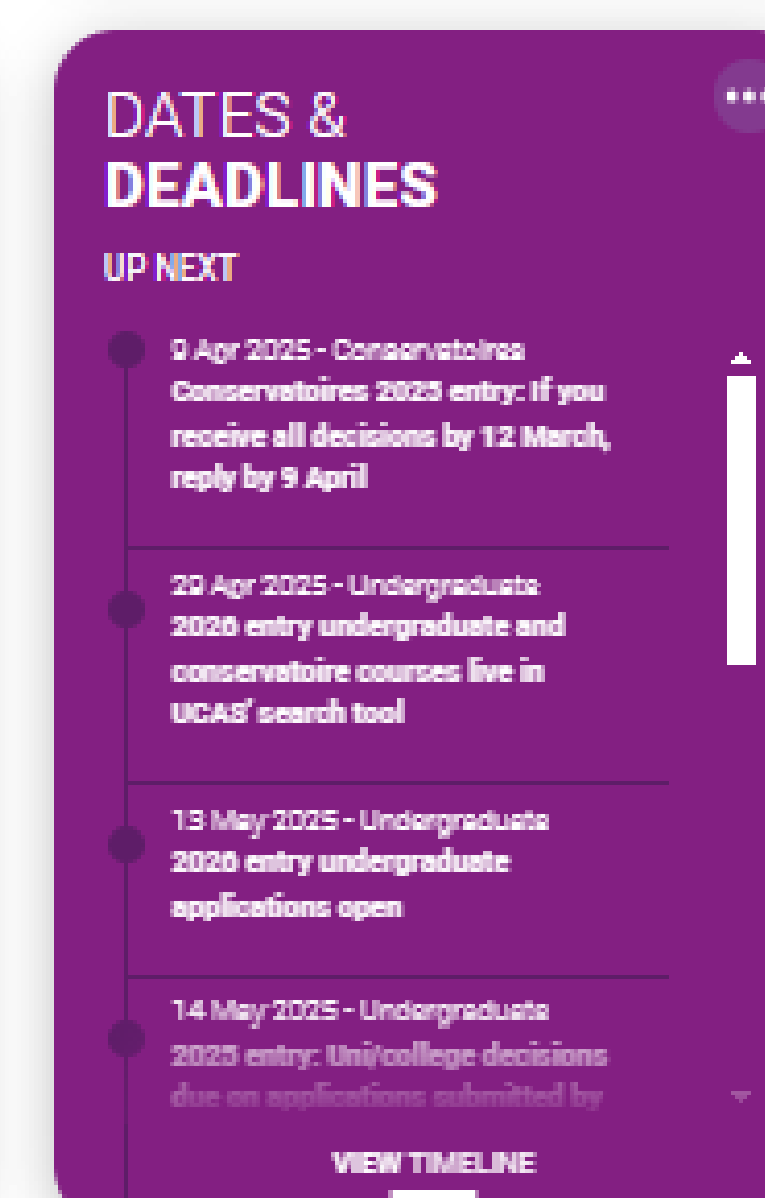 DATES &
DEADLINES
UP NEXT
9 Apr 2025 - Conservatoires
Conservatoires 2025 entry: If you
receive all decisions by 12 March,
reply by 9 April
29 Apr 2025 - Undergraduate
2026 entry undergraduate and
conservatoire courses live in
UCAS' search tool
13 May 2025 - Undergraduate
2026 entry undergraduate
applications open
14 May 2025 - Undergraduate
2025 entry: Uni/college decisions
due on applications submitted by
VIEW TIMELINE